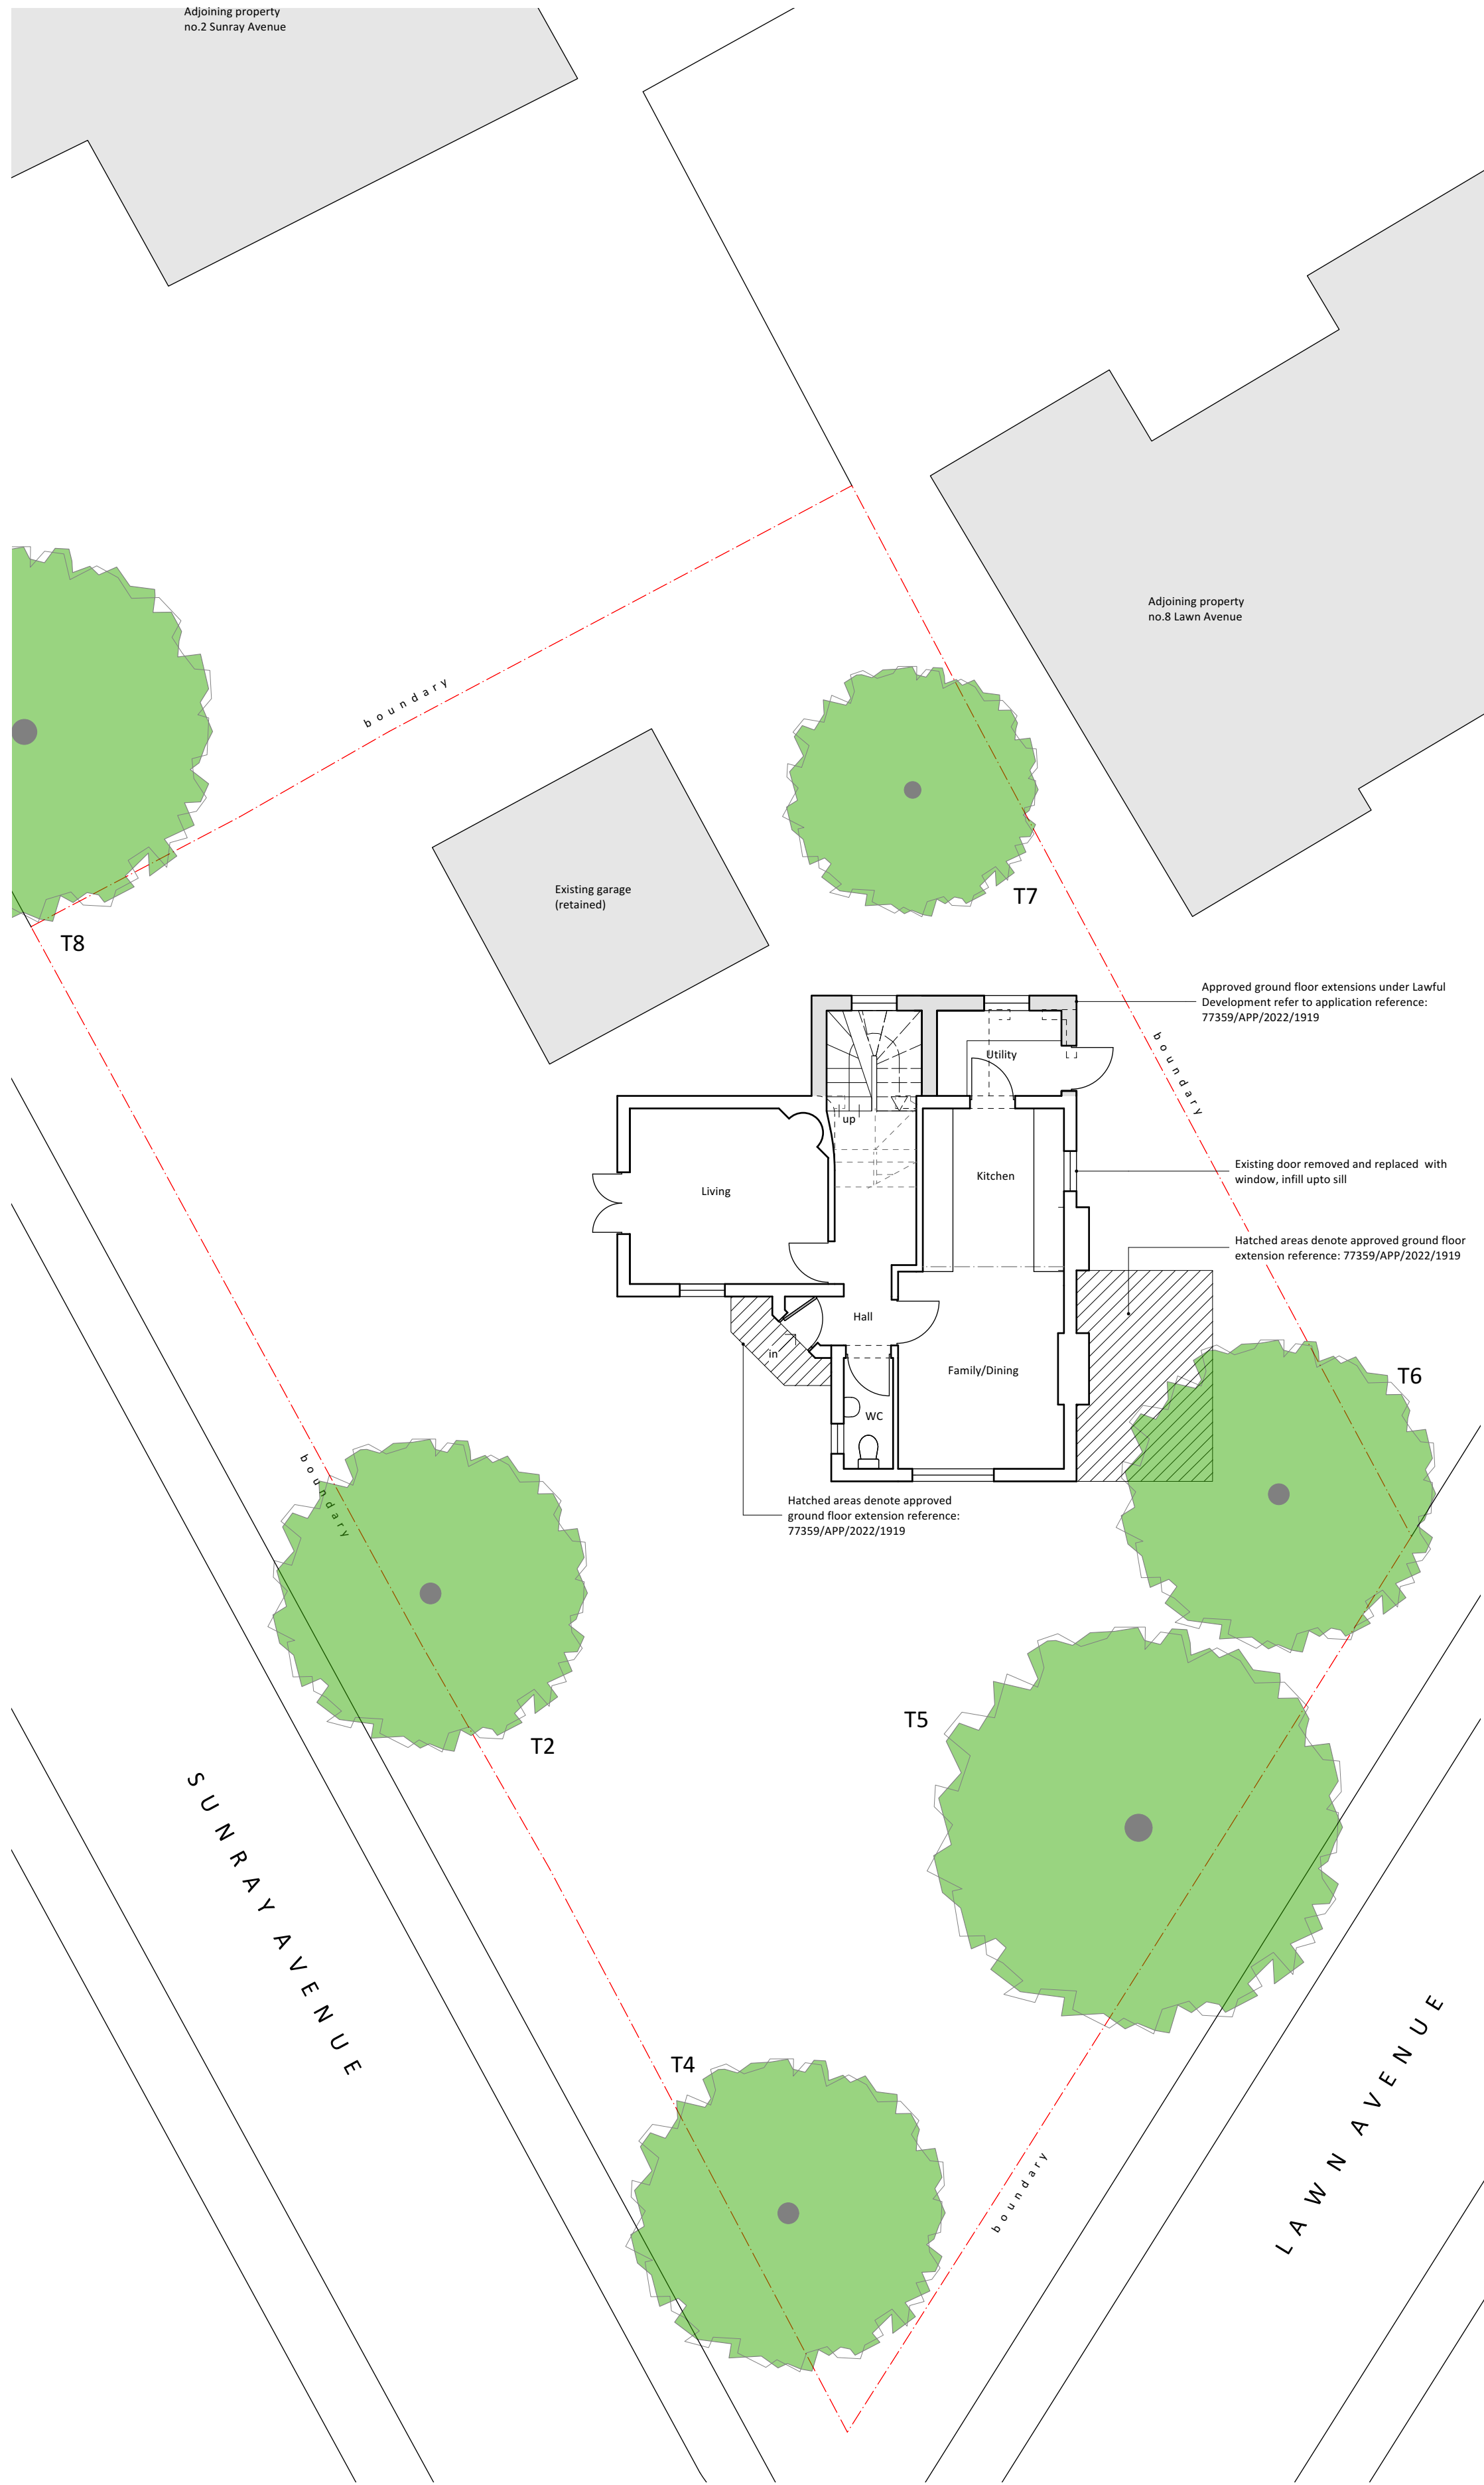 Adjoining property
no.2 Sunray Avenue
Adjoining property
no.8 Lawn Avenue
boundary
Existing garage
(retained)
T7
T8
Approved ground floor extensions under Lawful
Development refer to application reference:
77359/APP/2022/1919
boundary
Utility
up
Kitchen
Existing door removed and replaced with
window, infill upto sill
Living
Hatched areas denote approved ground floor
extension reference: 77359/APP/2022/1919
Hall
in
Family/Dining
T6
WC
boundary
Hatched areas denote approved
ground floor extension reference:
77359/APP/2022/1919
T5
T2
SUNRAY AVENUE
T4
LAWN AVENUE
boundary